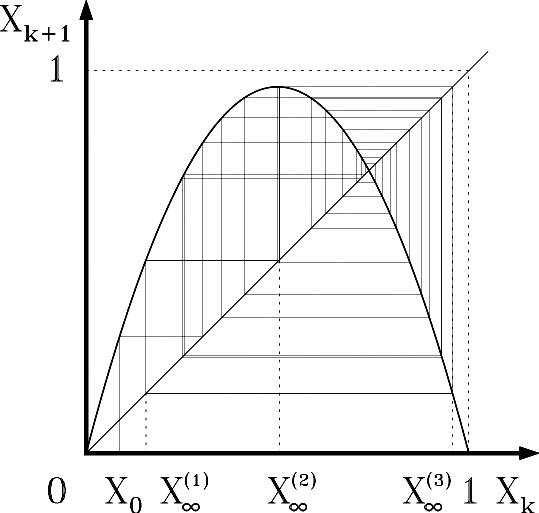 X_{k+1}
1
0 X_0 X_∞^{(1)} X_∞^{(2)} X_∞^{(3)} 1 X_k